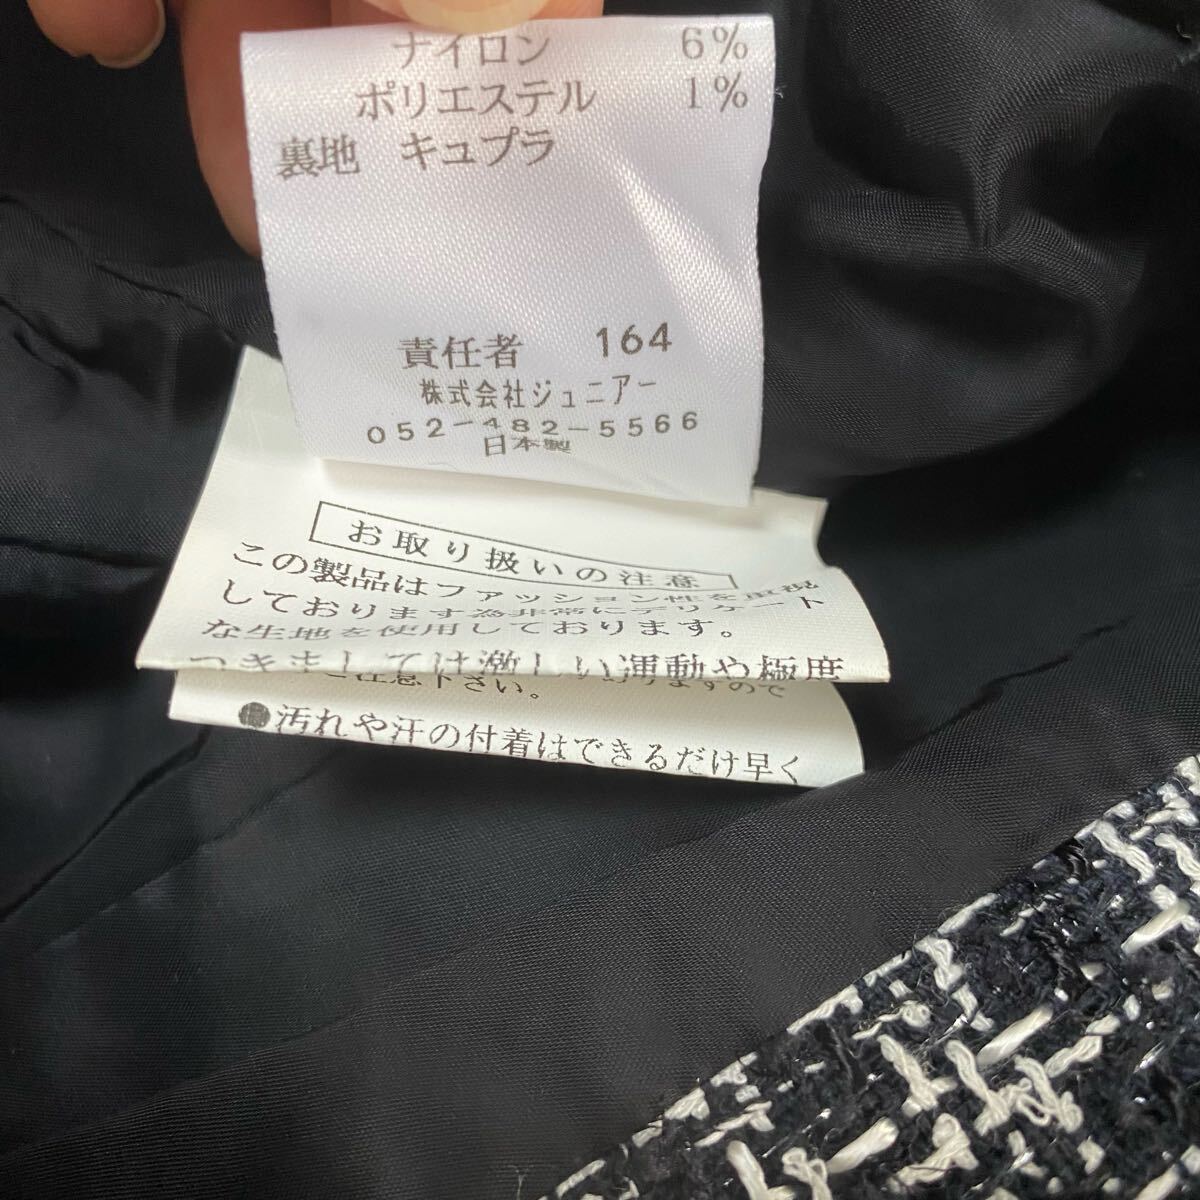 ナイロン 6%
ポリエステル 1%
裏地 キュプラ
責任者 164
株式会社ジュニアー
052-482-5566
日本製
お取り扱いの注意
この製品はファッション性を重視
しております為非常にデリケート
な生地を使用しております。
つきましては激しい運動や極度
ご注意下さい。 りますので
●汚れや汗の付着はできるだけ早く